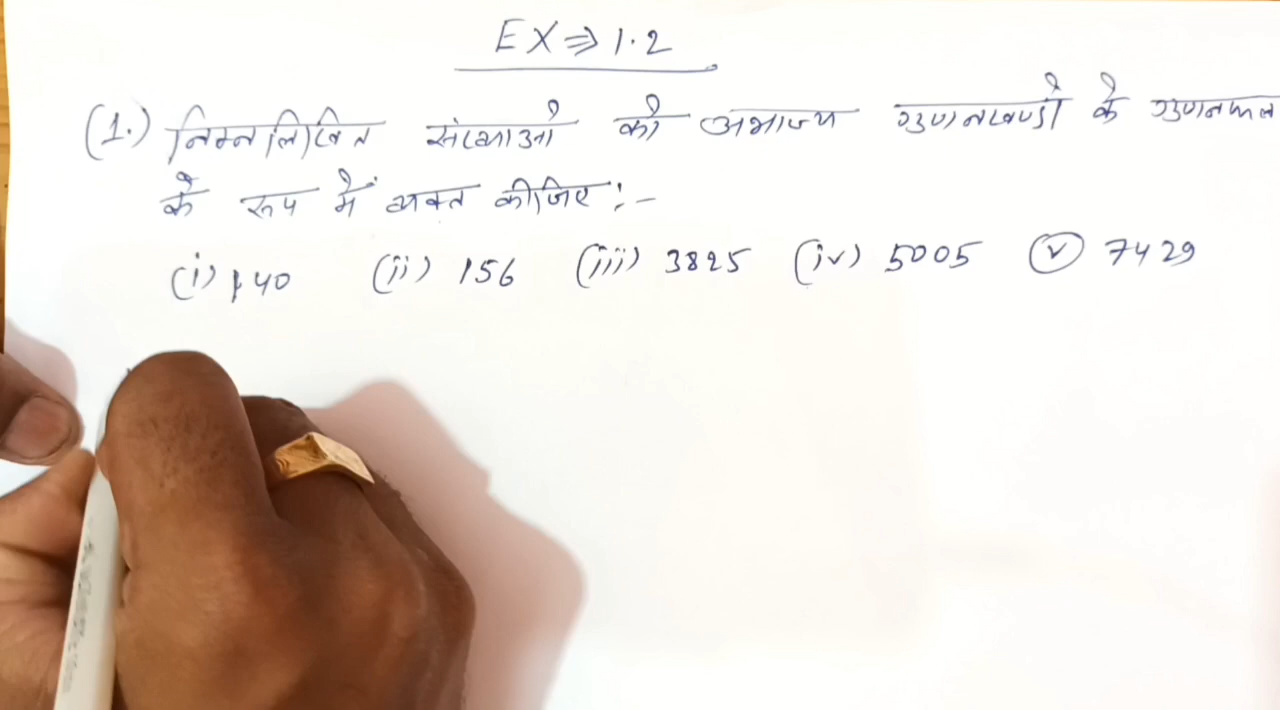 EX ⇒ 1.2
(1.) निम्नलिखित संख्याओ को अभाज्य गुणनखण्डो के गुणनफल
के रूप में व्यक्त कीजिए :-
(i) 140 (ii) 156 (iii) 3825 (iv) 5005 (v) 7429